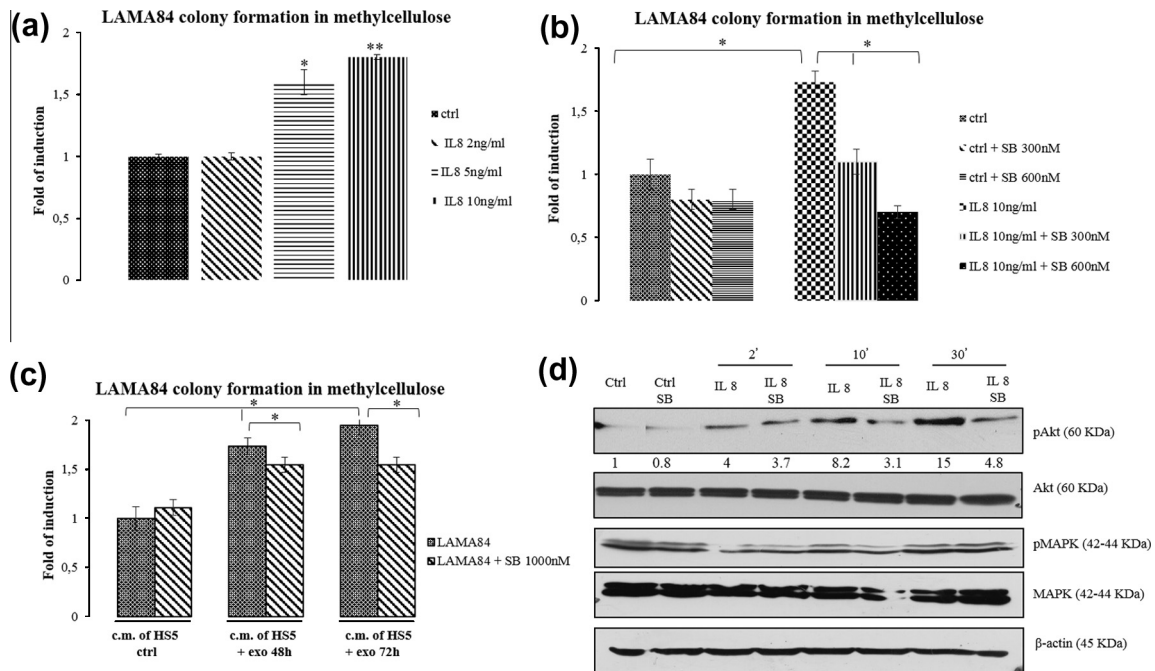 (a)
LAMA84 colony formation in methylcellulose
Fold of induction
2
1,5
1
0,5
0
*
**
ctrl
IL8 2ng/ml
IL8 5ng/ml
IL8 10ng/ml
(b)
LAMA84 colony formation in methylcellulose
Fold of induction
2
1,5
1
0,5
0
*
*
ctrl
ctrl + SB 300nM
ctrl + SB 600nM
IL8 10ng/ml
IL8 10ng/ml + SB 300nM
IL8 10ng/ml + SB 600nM
(c)
LAMA84 colony formation in methylcellulose
Fold of induction
2
1,5
1
0,5
0
*
*
*
LAMA84
LAMA84 + SB 1000nM
c.m. of HS5
ctrl
c.m. of HS5
+ exo 48h
c.m. of HS5
+ exo 72h
(d)
2’ 10’ 30’
Ctrl
Ctrl
SB
IL 8
IL 8
SB
IL 8
IL 8
SB
IL 8
IL 8
SB
pAkt (60 KDa)
1 0.8 4 3.7 8.2 3.1 15 4.8
Akt (60 KDa)
pMAPK (42-44 KDa)
MAPK (42-44 KDa)
β-actin (45 KDa)